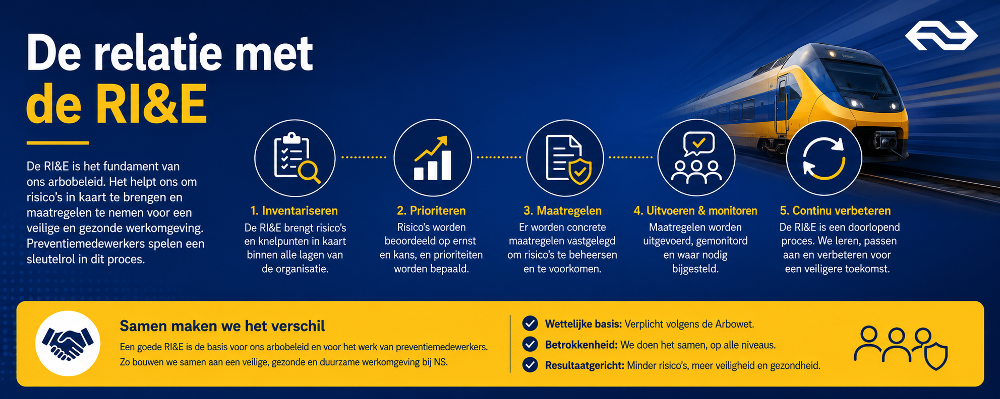 De relatie met
de RI&E
De RI&E is het fundament van
ons arbobeleid. Het helpt ons om
risico's in kaart te brengen en
maatregelen te nemen voor een
veilige en gezonde werkomgeving.
Preventiemedewerkers spelen een
sleutelrol in dit proces.
1. Inventariseren
De RI&E brengt risico's
en knelpunten in kaart
binnen alle lagen van
de organisatie.
2. Prioriteren
Risico's worden
beoordeeld op ernst
en kans, en prioriteiten
worden bepaald.
3. Maatregelen
Er worden concrete
maatregelen vastgelegd
om risico's te beheersen
en te voorkomen.
4. Uitvoeren & monitoren
Maatregelen worden
uitgevoerd, gemonitord
en waar nodig
bijgesteld.
5. Continu verbeteren
De RI&E is een doorlopend
proces. We leren, passen
aan en verbeteren voor
een veiligere toekomst.
Samen maken we het verschil
Een goede RI&E is de basis voor ons arbobeleid en voor het werk van preventiemedewerkers.
Zo bouwen we samen aan een veilige, gezonde en duurzame werkomgeving bij NS.
Wettelijke basis: Verplicht volgens de Arbowet.
Betrokkenheid: We doen het samen, op alle niveaus.
Resultaatgericht: Minder risico's, meer veiligheid en gezondheid.